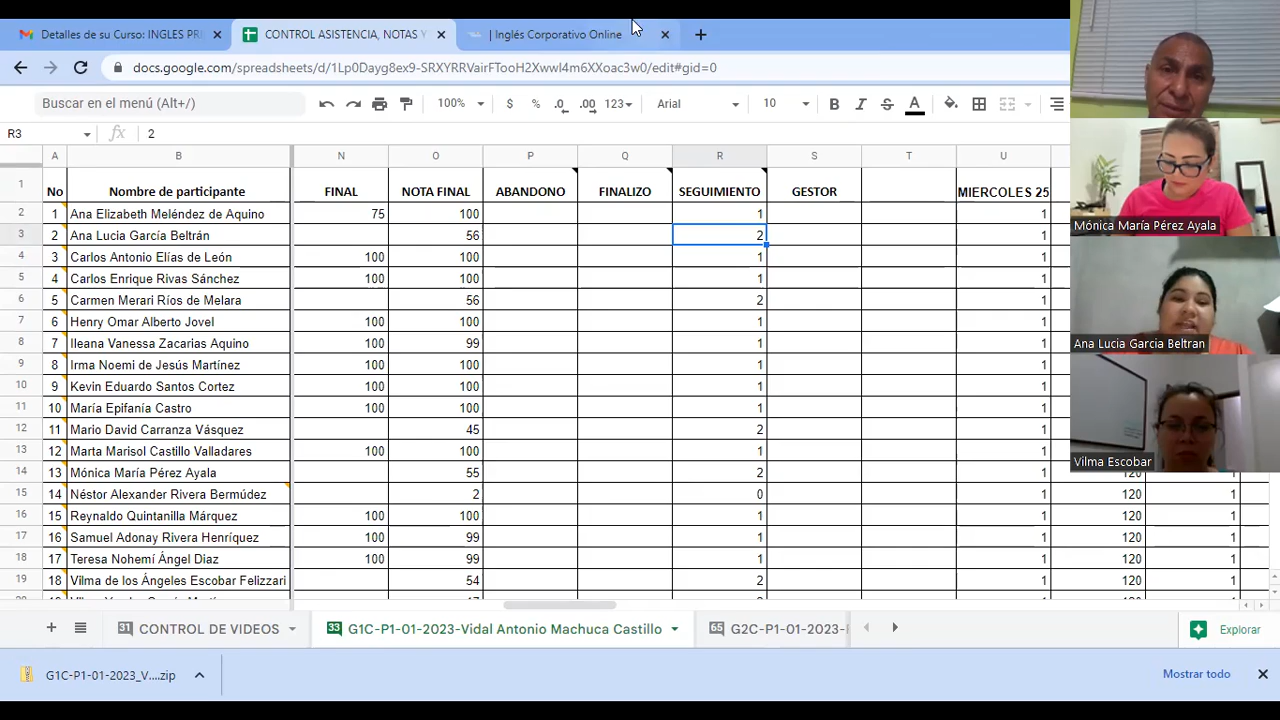 Detalles de su Curso: INGLES PRI
CONTROL ASISTENCIA, NOTAS Y
| Inglés Corporativo Online
Buscar en el menú (Alt+/)
100%
$ % .0 .00 123
Arial
10
B I S A
R3
fx 2
A B N O P Q R S T U
1 No Nombre de participante FINAL NOTA FINAL ABANDONO FINALIZO SEGUIMIENTO GESTOR MIERCOLES 25
2 1 Ana Elizabeth Meléndez de Aquino 75 100 1 1
3 2 Ana Lucia García Beltrán 56 2 1
4 3 Carlos Antonio Elías de León 100 100 1 1
5 4 Carlos Enrique Rivas Sánchez 100 100 1 1
6 5 Carmen Merari Ríos de Melara 56 2 1
7 6 Henry Omar Alberto Jovel 100 100 1 1
8 7 Ileana Vanessa Zacarias Aquino 100 99 1 1
9 8 Irma Noemi de Jesús Martínez 100 100 1 1
10 9 Kevin Eduardo Santos Cortez 100 100 1 1
11 10 María Epifanía Castro 100 100 1 1
12 11 Mario David Carranza Vásquez 45 2 1
13 12 Marta Marisol Castillo Valladares 100 100 1 1
14 13 Mónica María Pérez Ayala 55 2 1 120 1
15 14 Néstor Alexander Rivera Bermúdez 2 0 1 120 1
16 15 Reynaldo Quintanilla Márquez 100 100 1 1 120 1
17 16 Samuel Adonay Rivera Henríquez 100 99 1 1 120 1
18 17 Teresa Nohemí Ángel Diaz 100 99 1 1 120 1
19 18 Vilma de los Ángeles Escobar Felizzari 54 2 1 120 1
Mónica María Pérez Ayala
Ana Lucia Garcia Beltran
Vilma Escobar
31 CONTROL DE VIDEOS
33 G1C-P1-01-2023-Vidal Antonio Machuca Castillo
65 G2C-P1-01-2023-
Explorar
G1C-P1-01-2023_V....zip
Mostrar todo